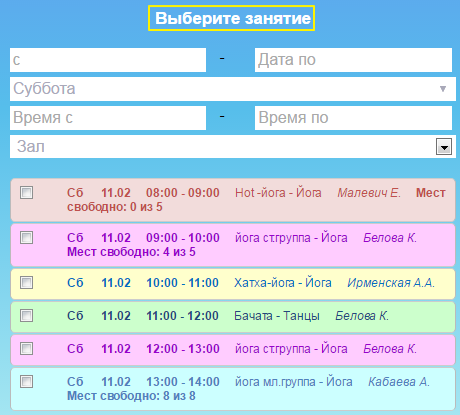 Выберите занятие
с - Дата по
Суббота
Время с - Время по
Зал
Сб 11.02 08:00 - 09:00 Hot -йога - Йога Малевич Е. Мест
свободно: 0 из 5
Сб 11.02 09:00 - 10:00 йога ст.группа - Йога Белова К.
Мест свободно: 4 из 5
Сб 11.02 10:00 - 11:00 Хатха-йога - Йога Ирменская А.А.
Сб 11.02 11:00 - 12:00 Бачата - Танцы Белова К.
Сб 11.02 12:00 - 13:00 йога ст.группа - Йога Белова К.
Сб 11.02 13:00 - 14:00 йога мл.группа - Йога Кабаева А.
Мест свободно: 8 из 8